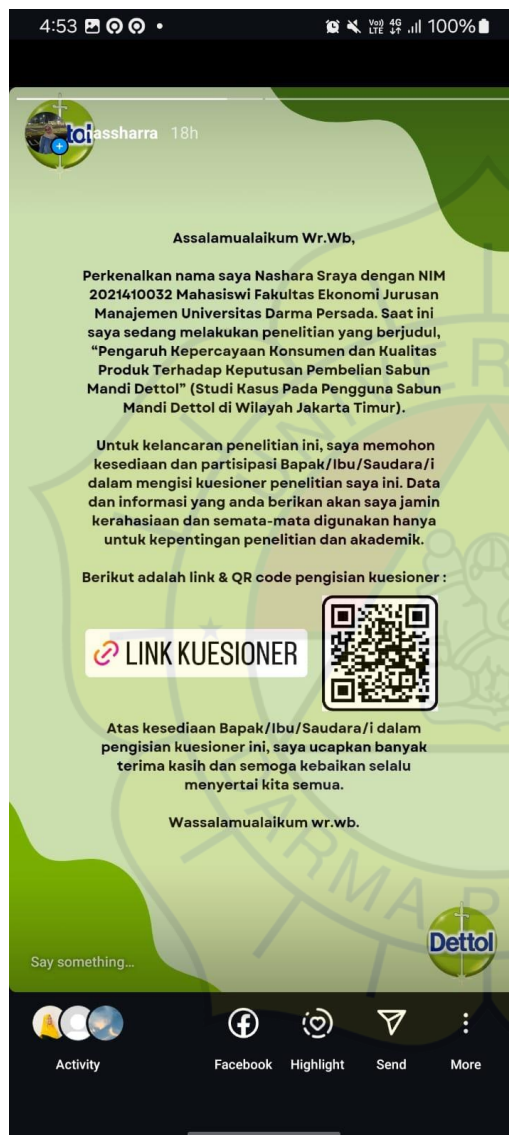 4:53
Vo))
LTE
4G
100%
tol
assharra 18h
Assalamualaikum Wr.Wb,
Perkenalkan nama saya Nashara Sraya dengan NIM
2021410032 Mahasiswi Fakultas Ekonomi Jurusan
Manajemen Universitas Darma Persada. Saat ini
saya sedang melakukan penelitian yang berjudul,
“Pengaruh Kepercayaan Konsumen dan Kualitas
Produk Terhadap Keputusan Pembelian Sabun
Mandi Dettol” (Studi Kasus Pada Pengguna Sabun
Mandi Dettol di Wilayah Jakarta Timur).
Untuk kelancaran penelitian ini, saya memohon
kesediaan dan partisipasi Bapak/Ibu/Saudara/i
dalam mengisi kuesioner penelitian saya ini. Data
dan informasi yang anda berikan akan saya jamin
kerahasiaan dan semata-mata digunakan hanya
untuk kepentingan penelitian dan akademik.
Berikut adalah link & QR code pengisian kuesioner :
LINK KUESIONER
Atas kesediaan Bapak/Ibu/Saudara/i dalam
pengisian kuesioner ini, saya ucapkan banyak
terima kasih dan semoga kebaikan selalu
menyertai kita semua.
Wassalamualaikum wr.wb.
Dettol
Say something...
Activity
Facebook
Highlight
Send
More